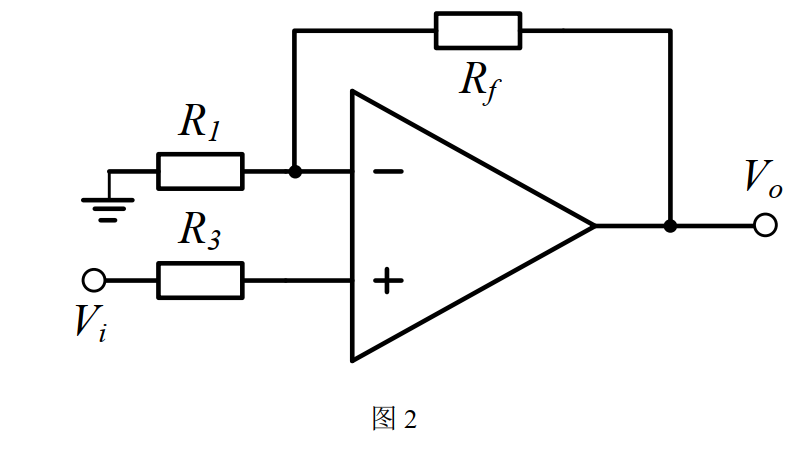 Rf
R1
−
Vo
R3
+
Vi
图 2